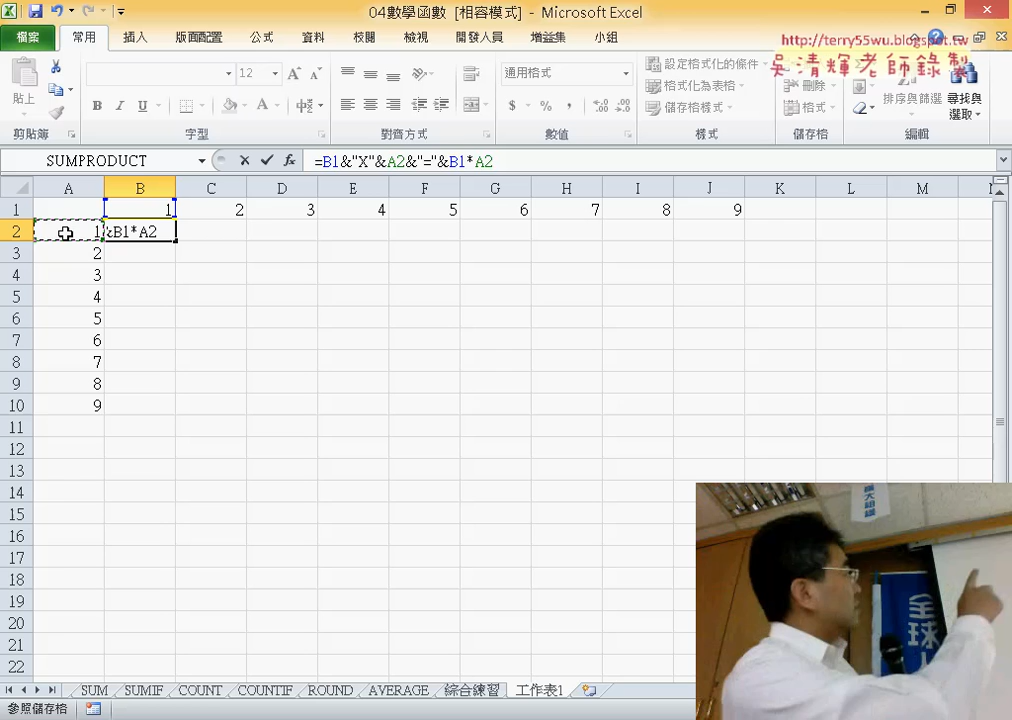 04數學函數 [相容模式] - Microsoft Excel
檔案 常用 插入 版面配置 公式 資料 校閱 檢視 開發人員 增益集 小組
http://terry55wu.blogspot.tw
吳清輝老師錄製
貼上 12 A A 通用格式 設定格式化的條件 刪除 排序與篩選 尋找與選取
B I U A 中 $ % , 格式化為表格 格式
儲存格樣式
剪貼簿 字型 對齊方式 數值 樣式 儲存格 編輯
SUMPRODUCT fx =B1&"X"&A2&"="&B1*A2
A B C D E F G H I J K L M
1 1 2 3 4 5 6 7 8 9
2 1 &B1*A2
3 2
4 3
5 4
6 5
7 6
8 7
9 8
10 9
11
12
13
14
15
16
17
18
19
20
21
22
全球
SUM SUMIF COUNT COUNTIF ROUND AVERAGE 綜合練習 工作表1
參照儲存格